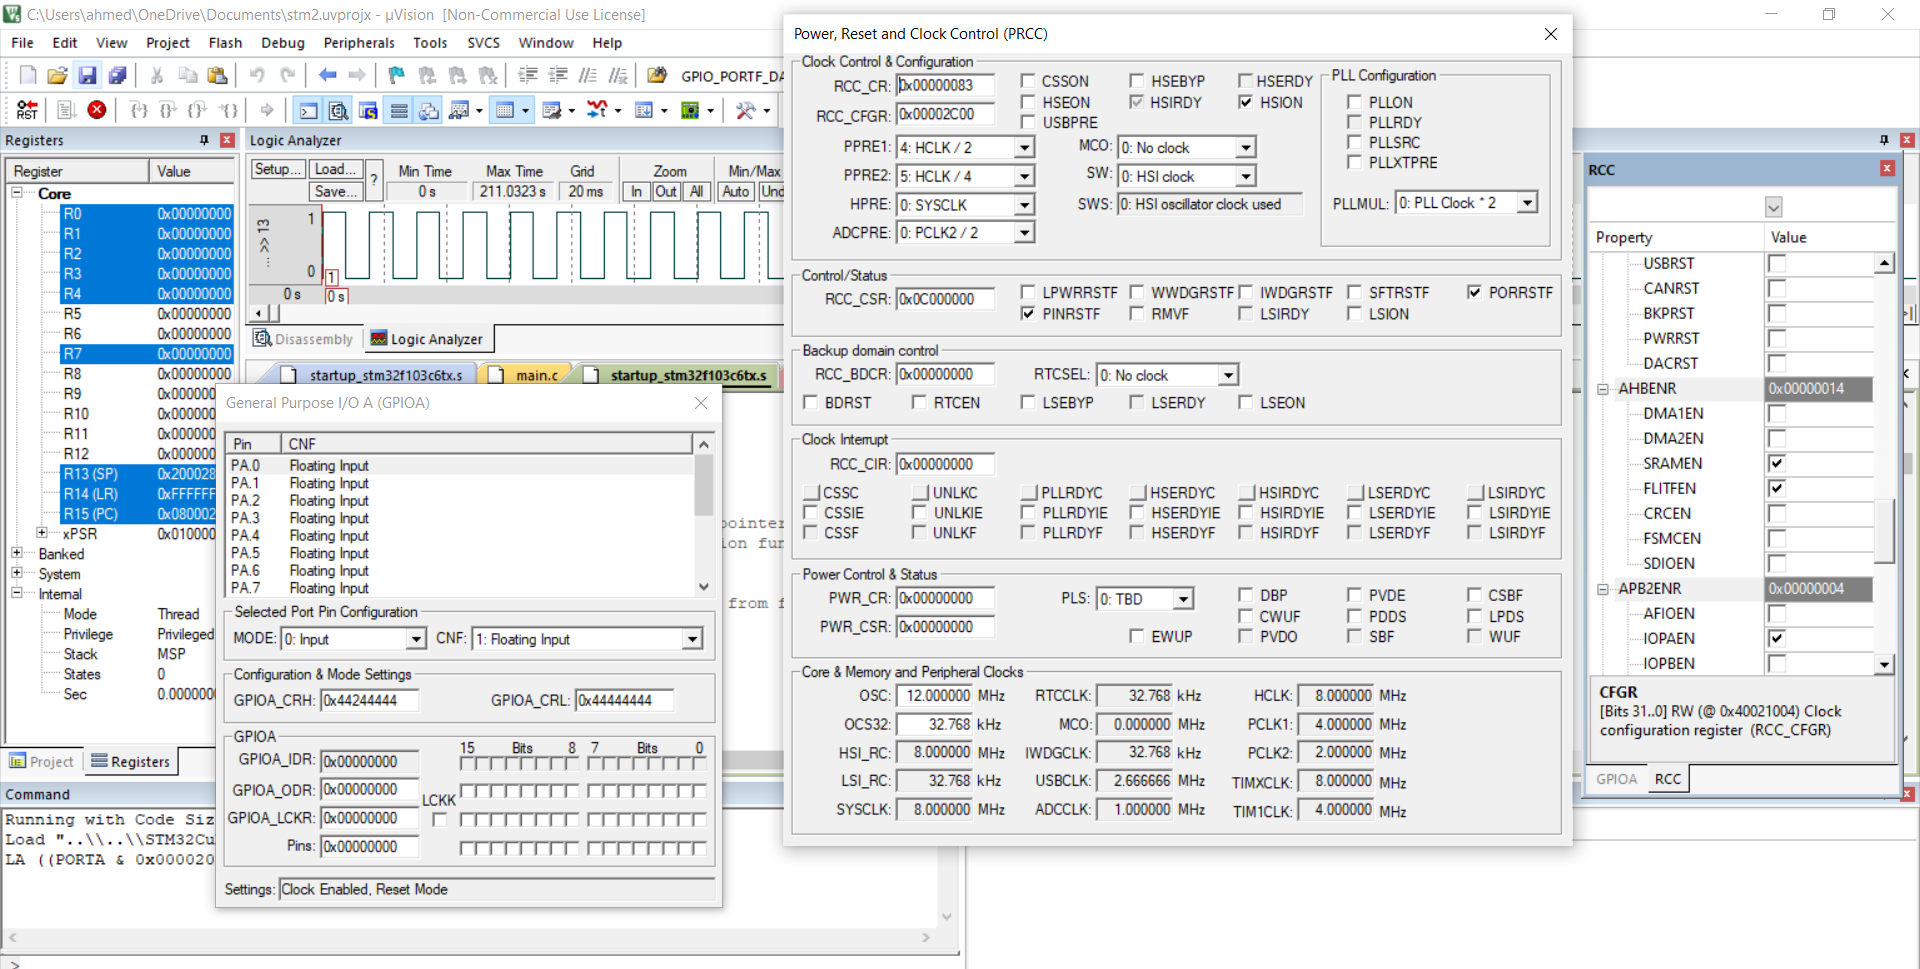 C:\Users\ahmed\OneDrive\Documents\stm2.uvprojx - µVision [Non-Commercial Use License]
File Edit View Project Flash Debug Peripherals Tools SVCS Window Help
GPIO_PORTF_DA
RST
Registers
Register Value
Core
R0 0x00000000
R1 0x00000000
R2 0x00000000
R3 0x00000000
R4 0x00000000
R5 0x00000000
R6 0x00000000
R7 0x00000000
R8 0x00000000
R9 0x000000
R10 0x000000
R11 0x000000
R12 0x000000
R13 (SP) 0x200028
R14 (LR) 0xFFFFFF
R15 (PC) 0x080002
xPSR 0x010000
Banked
System
Internal
Mode Thread
Privilege Privileged
Stack MSP
States 0
Sec 0.000000
Project Registers
Logic Analyzer
Setup... Load... Save... ?
Min Time Max Time Grid Zoom Min/Max
0 s 211.0323 s 20 ms In Out All Auto Und
... >> 13
1
0
1
0 s 0 s
Disassembly Logic Analyzer
startup_stm32f103c6tx.s main.c startup_stm32f103c6tx.s
pointer
ion fun
from f
General Purpose I/O A (GPIOA)
Pin CNF
PA.0 Floating Input
PA.1 Floating Input
PA.2 Floating Input
PA.3 Floating Input
PA.4 Floating Input
PA.5 Floating Input
PA.6 Floating Input
PA.7 Floating Input
Selected Port Pin Configuration
MODE: 0: Input CNF: 1: Floating Input
Configuration & Mode Settings
GPIOA_CRH: 0x44244444 GPIOA_CRL: 0x44444444
GPIOA
15 Bits 8 7 Bits 0
GPIOA_IDR: 0x00000000
GPIOA_ODR: 0x00000000
LCKK
GPIOA_LCKR: 0x00000000
Pins: 0x00000000
Settings: Clock Enabled, Reset Mode
Command
Running with Code Siz
Load "..\\..\\STM32Cu
LA ((PORTA & 0x000020
>
Power, Reset and Clock Control (PRCC)
Clock Control & Configuration
RCC_CR: 0x00000083 CSSON HSEBYP HSERDY
HSEON HSIRDY HSION
RCC_CFGR: 0x00002C00 USBPRE
PPRE1: 4: HCLK / 2 MCO: 0: No clock
PPRE2: 5: HCLK / 4 SW: 0: HSI clock
HPRE: 0: SYSCLK SWS: 0: HSI oscillator clock used
ADCPRE: 0: PCLK2 / 2
PLL Configuration
PLLON
PLLRDY
PLLSRC
PLLXTPRE
PLLMUL: 0: PLL Clock * 2
Control/Status
RCC_CSR: 0x0C000000 LPWRRSTF WWDGRSTF IWDGRSTF SFTRSTF PORRSTF
PINRSTF RMVF LSIRDY LSION
Backup domain control
RCC_BDCR: 0x00000000 RTCSEL: 0: No clock
BDRST RTCEN LSEBYP LSERDY LSEON
Clock Interrupt
RCC_CIR: 0x00000000
CSSC UNLKC PLLRDYC HSERDYC HSIRDYC LSERDYC LSIRDYC
CSSIE UNLKIE PLLRDYIE HSERDYIE HSIRDYIE LSERDYIE LSIRDYIE
CSSF UNLKF PLLRDYF HSERDYF HSIRDYF LSERDYF LSIRDYF
Power Control & Status
PWR_CR: 0x00000000 PLS: 0: TBD DBP PVDE CSBF
CWUF PDDS LPDS
PWR_CSR: 0x00000000 EWUP PVDO SBF WUF
Core & Memory and Peripheral Clocks
OSC: 12.000000 MHz RTCCLK: 32.768 kHz HCLK: 8.000000 MHz
OCS32: 32.768 kHz MCO: 0.000000 MHz PCLK1: 4.000000 MHz
HSI_RC: 8.000000 MHz IWDGCLK: 32.768 kHz PCLK2: 2.000000 MHz
LSI_RC: 32.768 kHz USBCLK: 2.666666 MHz TIMXCLK: 8.000000 MHz
SYSCLK: 8.000000 MHz ADCCLK: 1.000000 MHz TIM1CLK: 4.000000 MHz
RCC
Property Value
USBRST
CANRST
BKPRST
PWRRST
DACRST
AHBENR 0x00000014
DMA1EN
DMA2EN
SRAMEN
FLITFEN
CRCEN
FSMCEN
SDIOEN
APB2ENR 0x00000004
AFIOEN
IOPAEN
IOPBEN
CFGR
[Bits 31..0] RW (@ 0x40021004) Clock
configuration register (RCC_CFGR)
GPIOA RCC